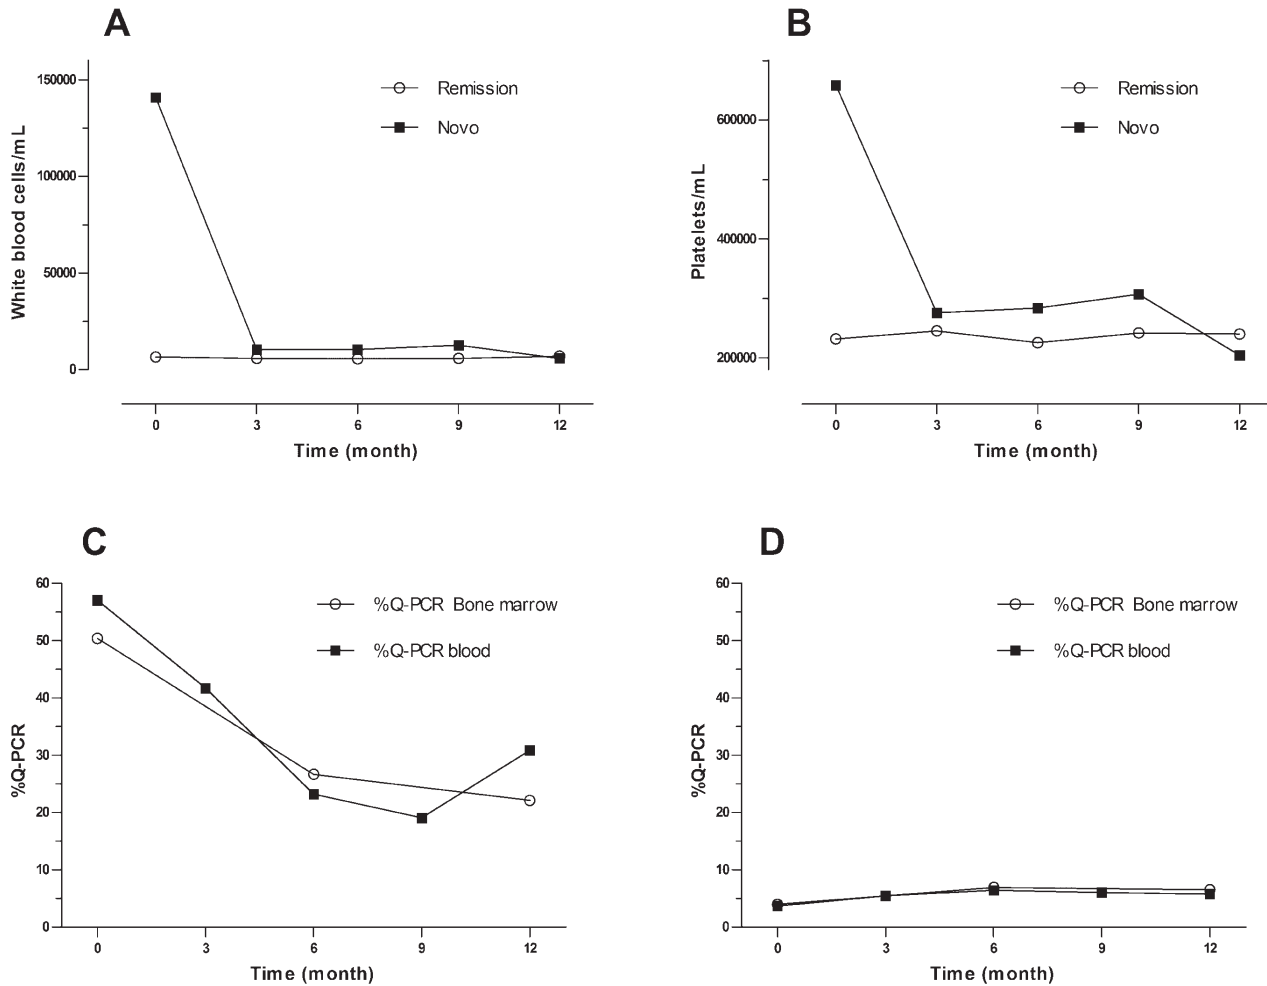 A
White blood cells/mL
150000
100000
50000
0
Remission
Novo
0 3 6 9 12
Time (month)
B
Platelets/mL
600000
400000
200000
Remission
Novo
0 3 6 9 12
Time (month)
C
%Q-PCR
60
50
40
30
20
10
0
%Q-PCR Bone marrow
%Q-PCR blood
0 3 6 9 12
Time (month)
D
%Q-PCR
60
50
40
30
20
10
0
%Q-PCR Bone marrow
%Q-PCR blood
0 3 6 9 12
Time (month)